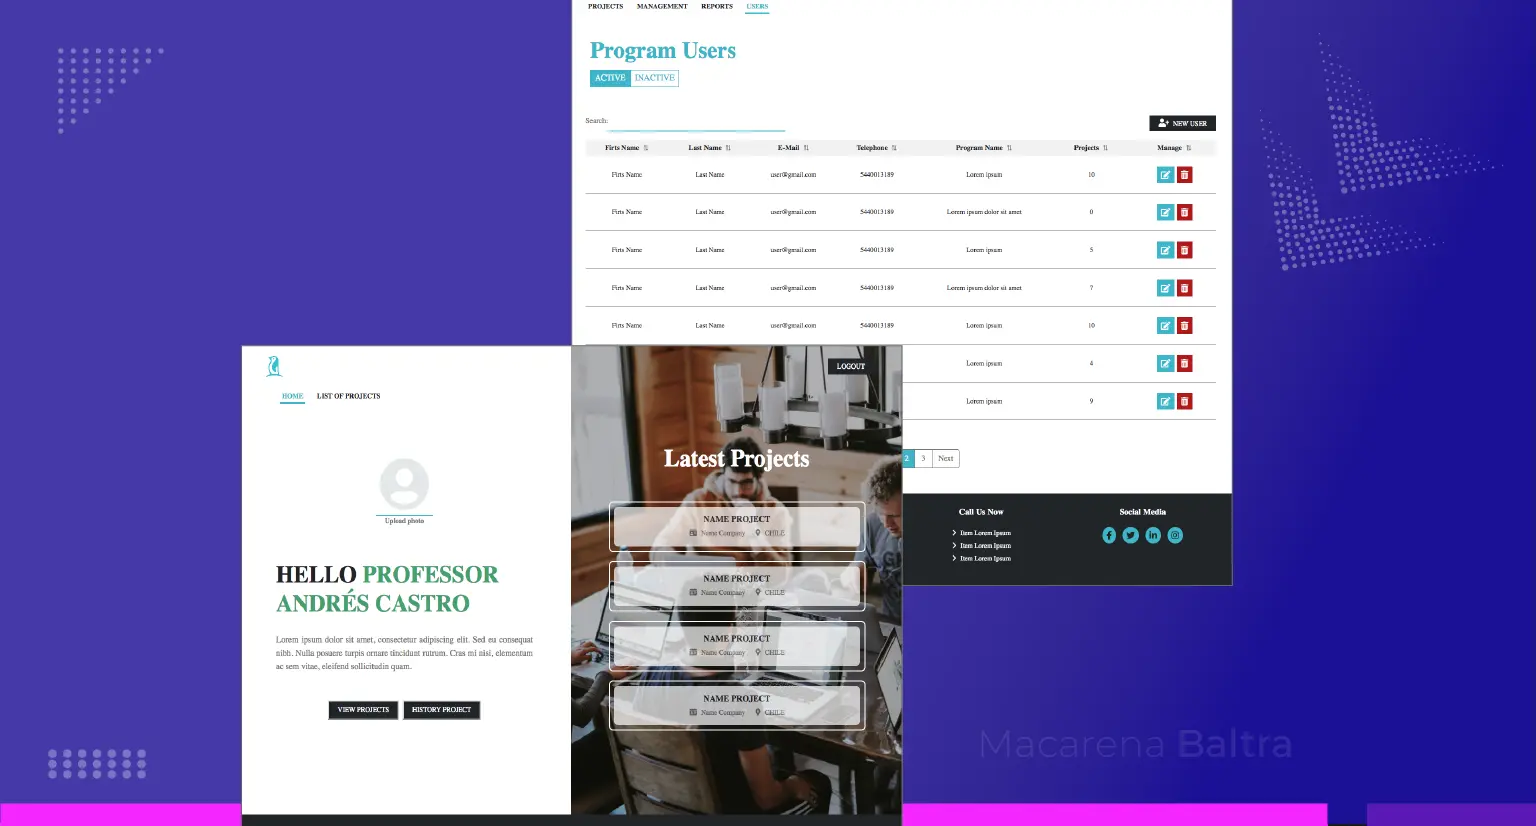 PROJECTS MANAGEMENT REPORTS USERS
Program Users
ACTIVE INACTIVE
Search:
NEW USER
Firts Name Last Name E-Mail Telephone Program Name Projects Manage
Firts Name Last Name user@gmail.com 5440013189 Lorem ipsum 10
Firts Name Last Name user@gmail.com 5440013189 Lorem ipsum dolor sit amet 0
Firts Name Last Name user@gmail.com 5440013189 Lorem ipsum 5
Firts Name Last Name user@gmail.com 5440013189 Lorem ipsum dolor sit amet 7
Firts Name Last Name user@gmail.com 5440013189 Lorem ipsum 10
Lorem ipsum 4
Lorem ipsum 9
2 3 Next
Call Us Now
Item Lorem Ipsum
Item Lorem Ipsum
Item Lorem Ipsum
Social Media
HOME LIST OF PROJECTS
Upload photo
HELLO PROFESSOR
ANDRÉS CASTRO
Lorem ipsum dolor sit amet, consectetur adipiscing elit. Sed eu consequat
nibh. Nulla posuere turpis ornare tincidunt rutrum. Cras mi nisi, elementum
ac sem vitae, eleifend sollicitudin quam.
VIEW PROJECTS HISTORY PROJECT
LOGOUT
Latest Projects
NAME PROJECT
Name Company CHILE
NAME PROJECT
Name Company CHILE
NAME PROJECT
Name Company CHILE
NAME PROJECT
Name Company CHILE
Macarena Baltra